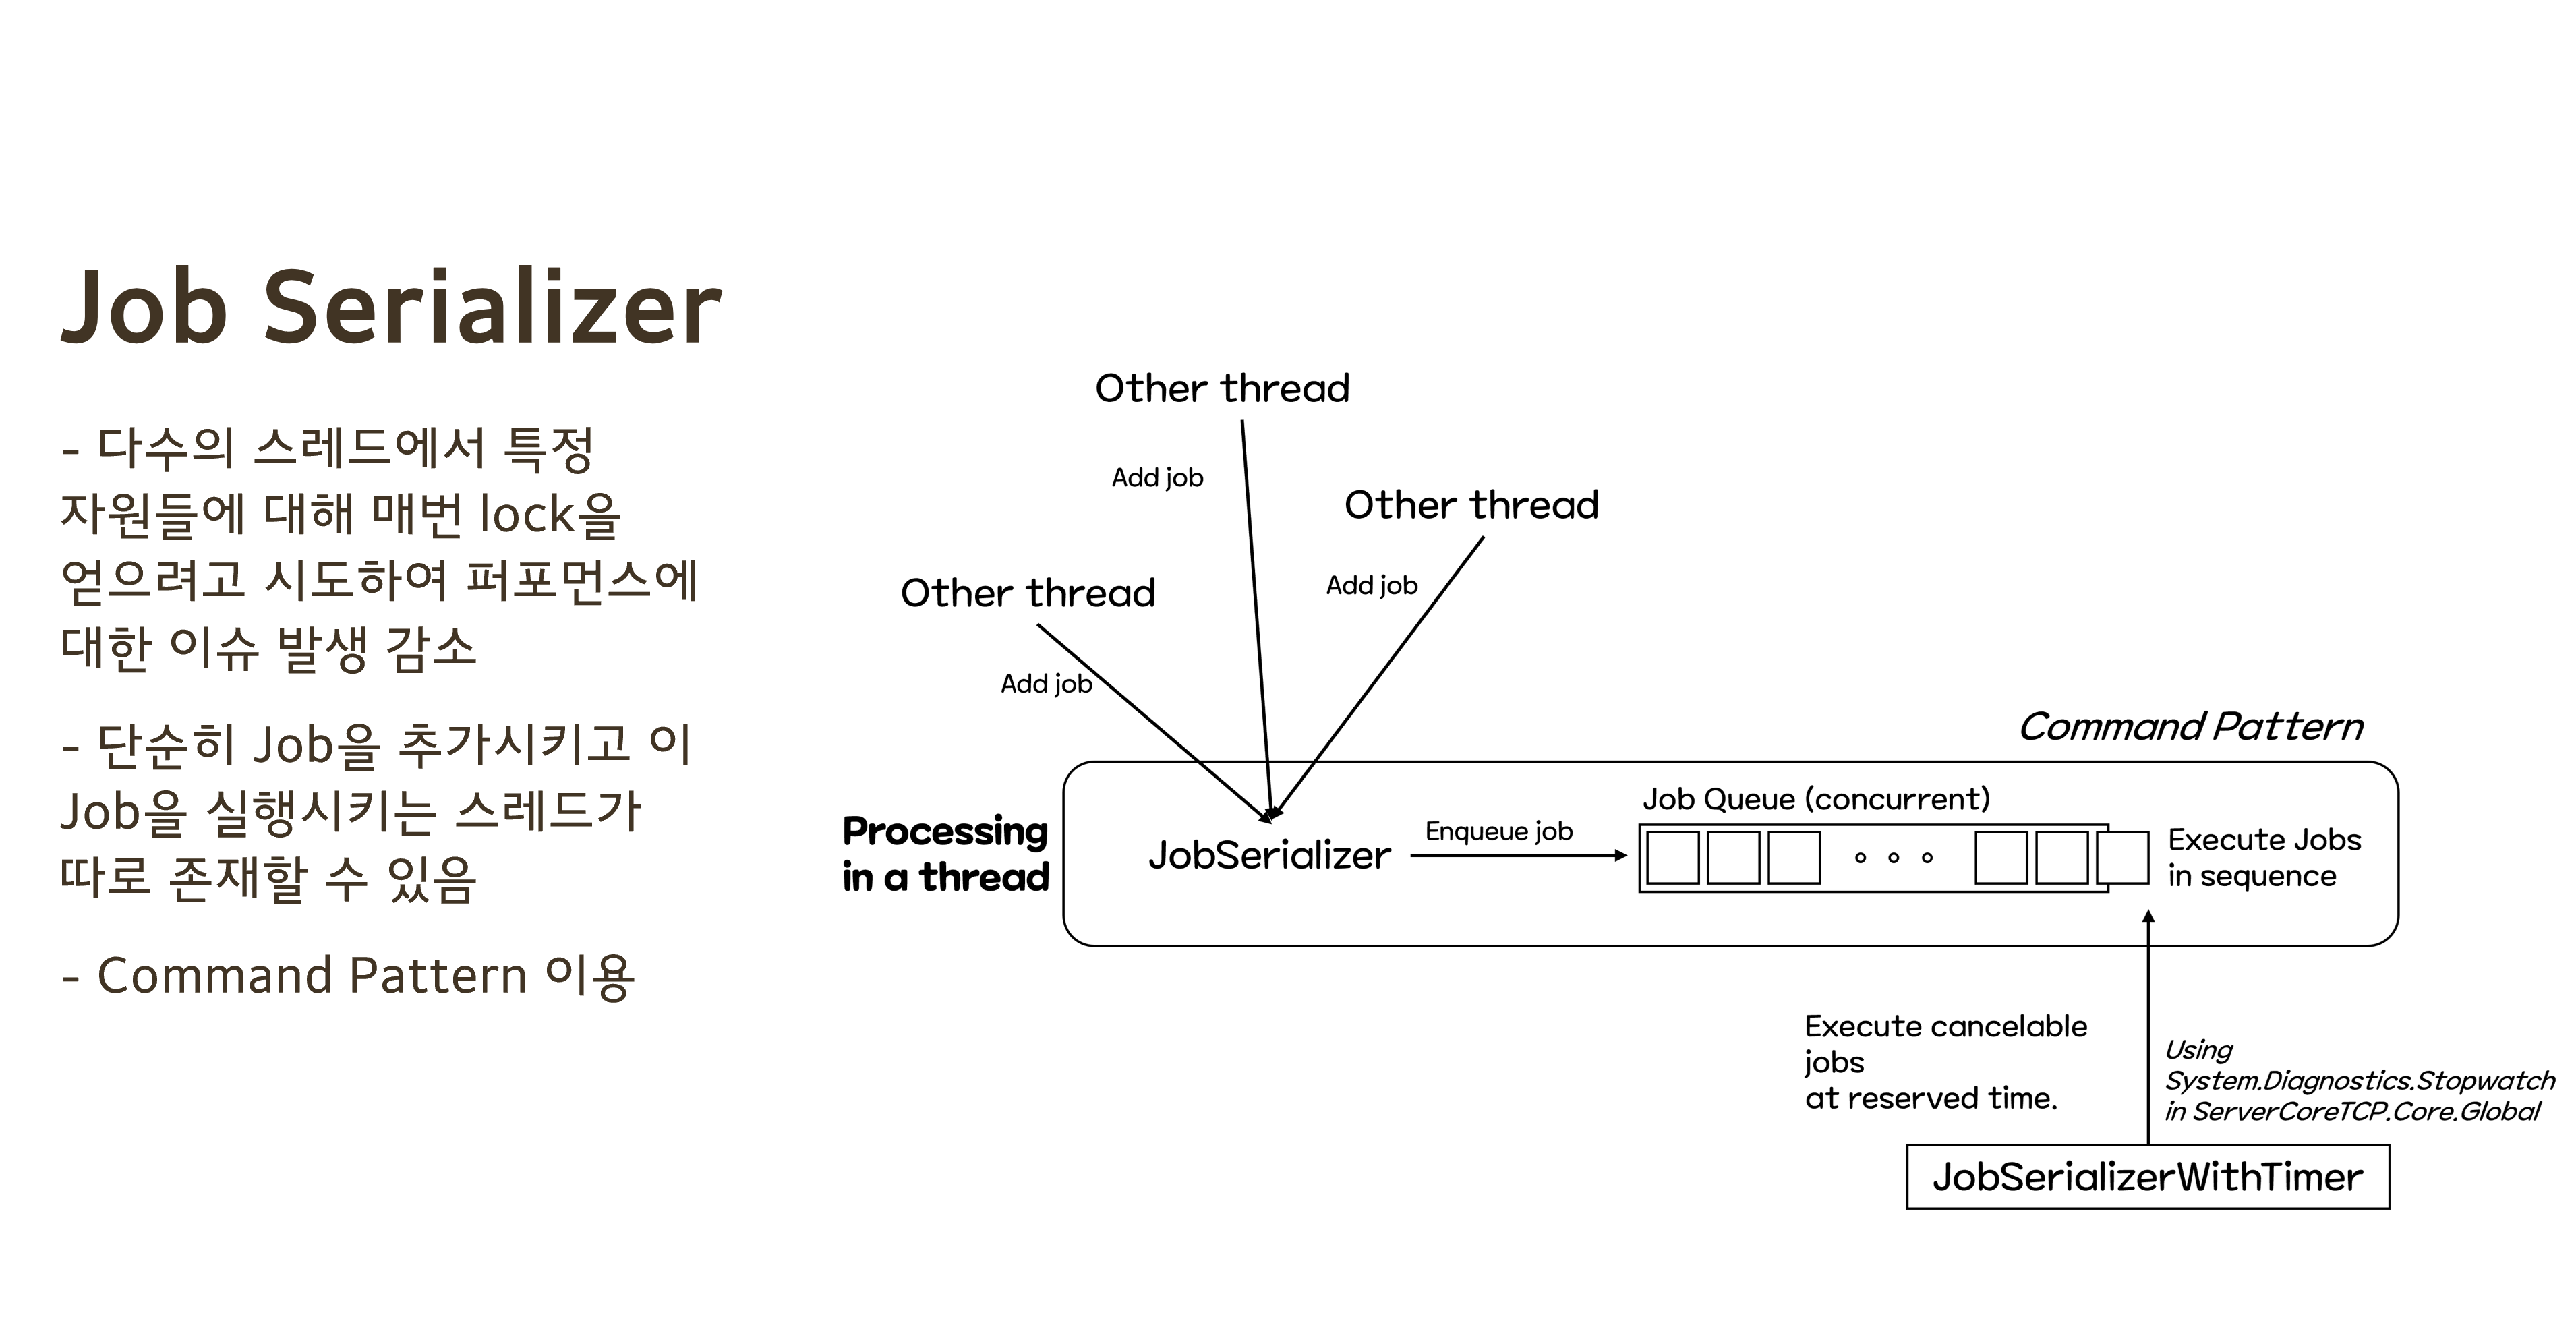 Job Serializer
- 다수의 스레드에서 특정
자원들에 대해 매번 lock을
얻으려고 시도하여 퍼포먼스에
대한 이슈 발생 감소
- 단순히 Job을 추가시키고 이
Job을 실행시키는 스레드가
따로 존재할 수 있음
- Command Pattern 이용
Other thread
Add job
Other thread
Add job
Other thread
Add job
Command Pattern
Processing
in a thread
JobSerializer
Enqueue job
Job Queue (concurrent)
Execute Jobs
in sequence
Execute cancelable
jobs
at reserved time.
Using
System.Diagnostics.Stopwatch
in ServerCoreTCP.Core.Global
JobSerializerWithTimer